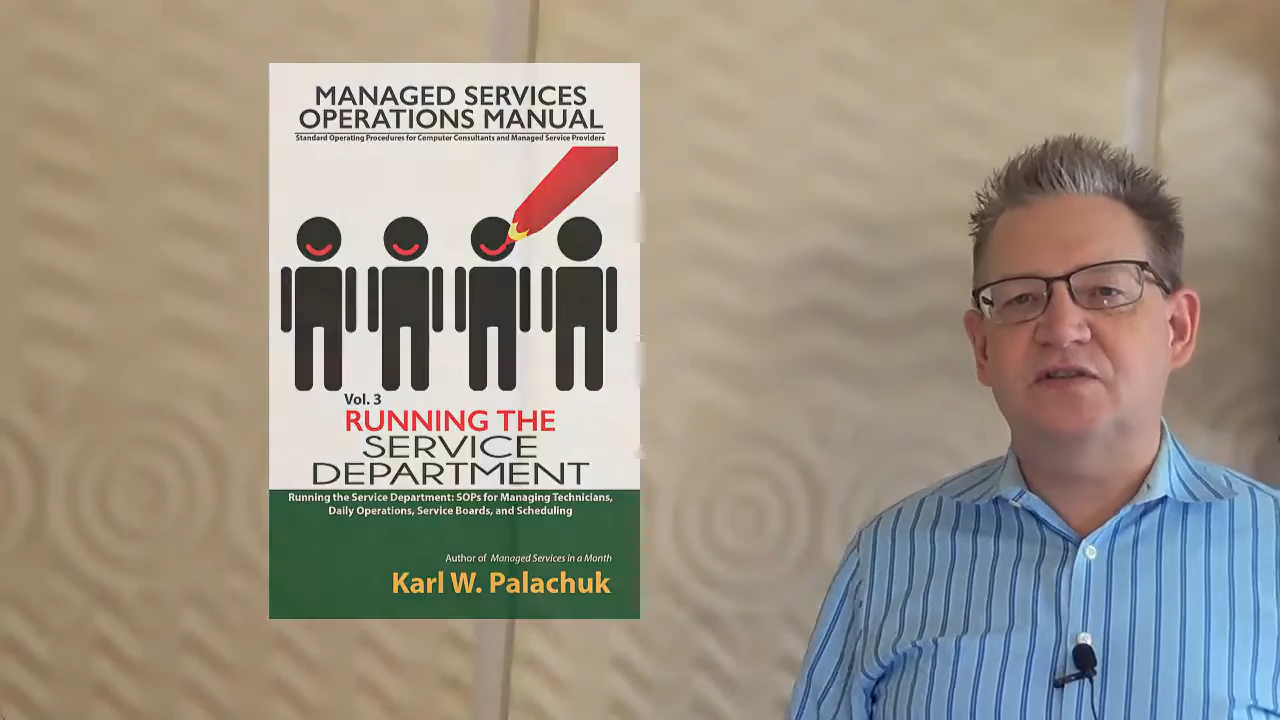 MANAGED SERVICES
OPERATIONS MANUAL
Standard Operating Procedures for Computer Consultants and Managed Service Providers
Vol. 3
RUNNING THE
SERVICE
DEPARTMENT
Running the Service Department: SOPs for Managing Technicians,
Daily Operations, Service Boards, and Scheduling
Author of Managed Services in a Month
Karl W. Palachuk